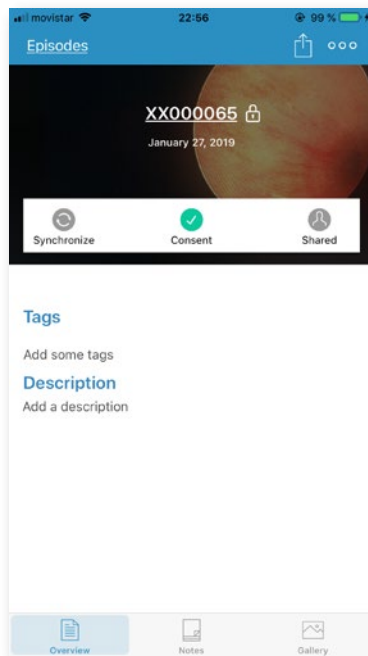 movistar 22:56 99 %
Episodes
XX000065
January 27, 2019
Synchronize Consent Shared
Tags
Add some tags
Description
Add a description
Overview Notes Gallery